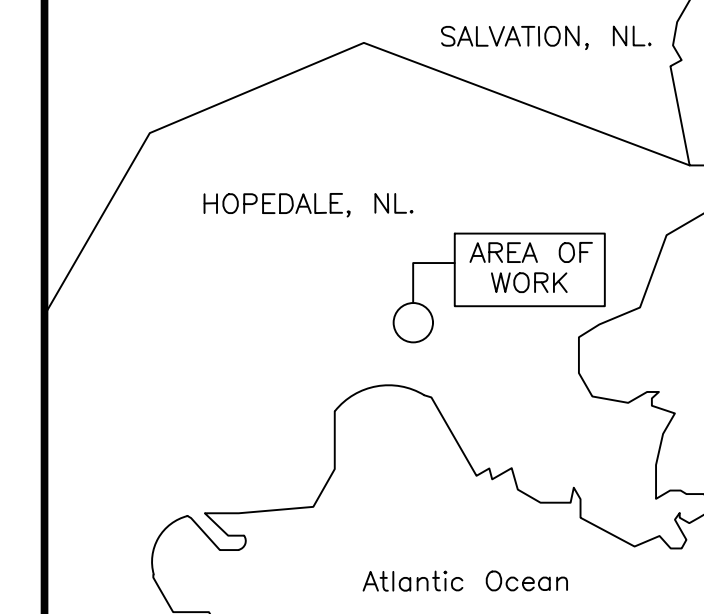 SALVATION, NL.
HOPEDALE, NL.
AREA OF
WORK
Atlantic Ocean